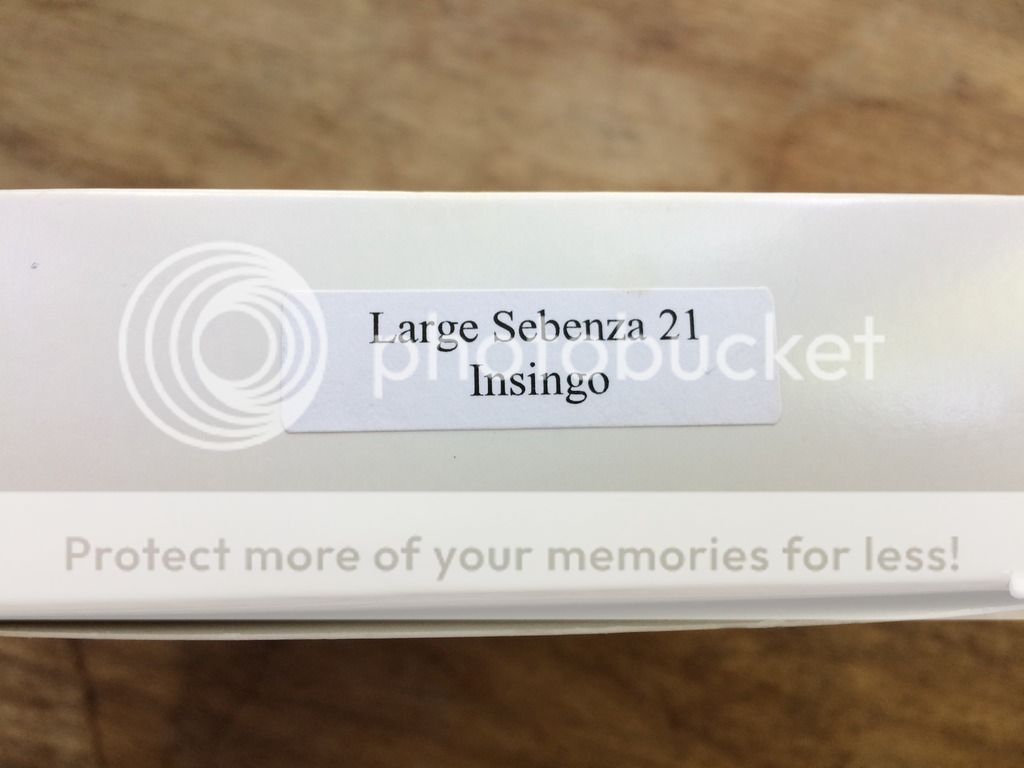 Large Sebenza 21
photobucket
Insingo
Protect more of your memories for less!